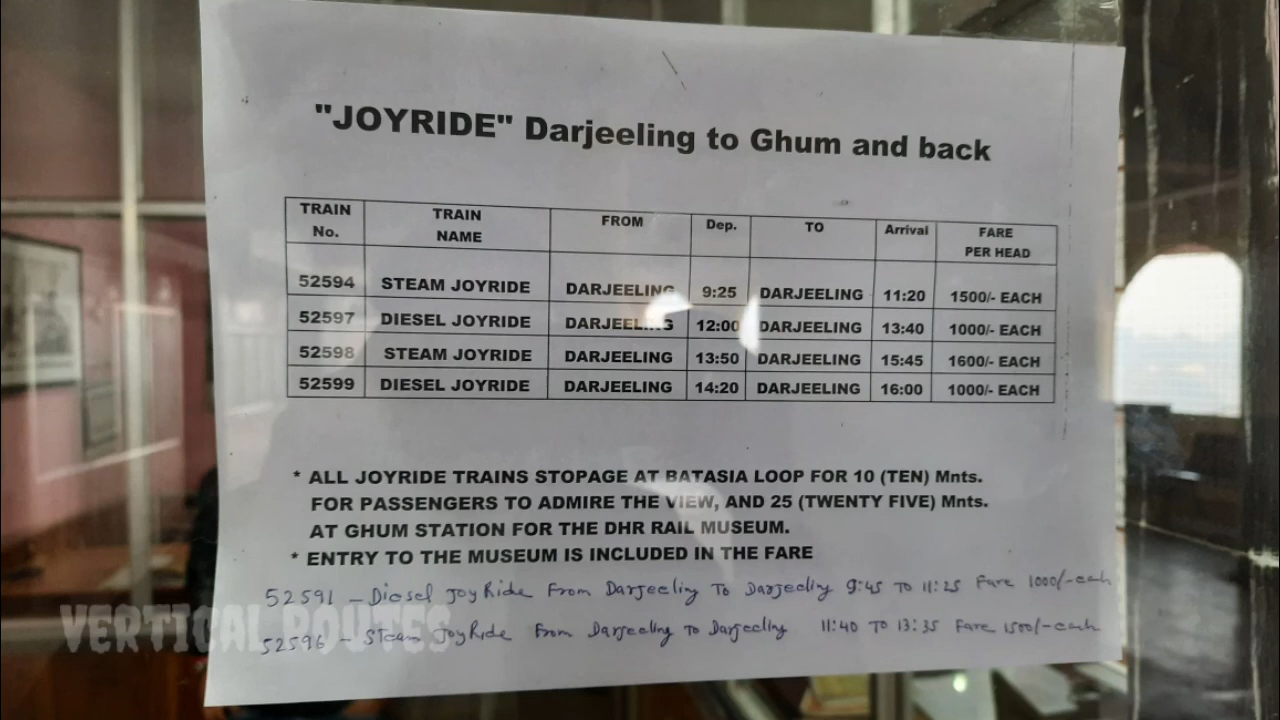 "JOYRIDE" Darjeeling to Ghum and back
TRAIN No. TRAIN NAME FROM Dep. TO Arrival FARE PER HEAD
52594 STEAM JOYRIDE DARJEELING 9:25 DARJEELING 11:20 1500/- EACH
52597 DIESEL JOYRIDE DARJEELING 12:00 DARJEELING 13:40 1000/- EACH
52598 STEAM JOYRIDE DARJEELING 13:50 DARJEELING 15:45 1600/- EACH
52599 DIESEL JOYRIDE DARJEELING 14:20 DARJEELING 16:00 1000/- EACH
* ALL JOYRIDE TRAINS STOPAGE AT BATASIA LOOP FOR 10 (TEN) Mnts.
FOR PASSENGERS TO ADMIRE THE VIEW, AND 25 (TWENTY FIVE) Mnts.
AT GHUM STATION FOR THE DHR RAIL MUSEUM.
* ENTRY TO THE MUSEUM IS INCLUDED IN THE FARE
52591 – Diesel Joy Ride From Darjeeling To Darjeeling 9:45 To 11:25 Fare 1000/- each
52596 – Steam Joy Ride From Darjeeling To Darjeeling 11:40 To 13:35 Fare 1500/- each
VERTICAL ROUTES